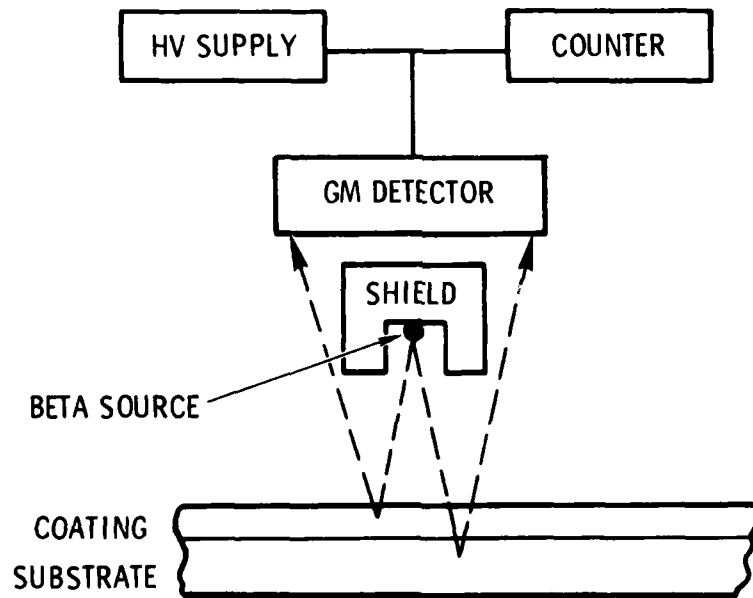 HV SUPPLY
COUNTER
GM DETECTOR
SHIELD
BETA SOURCE
COATING
SUBSTRATE